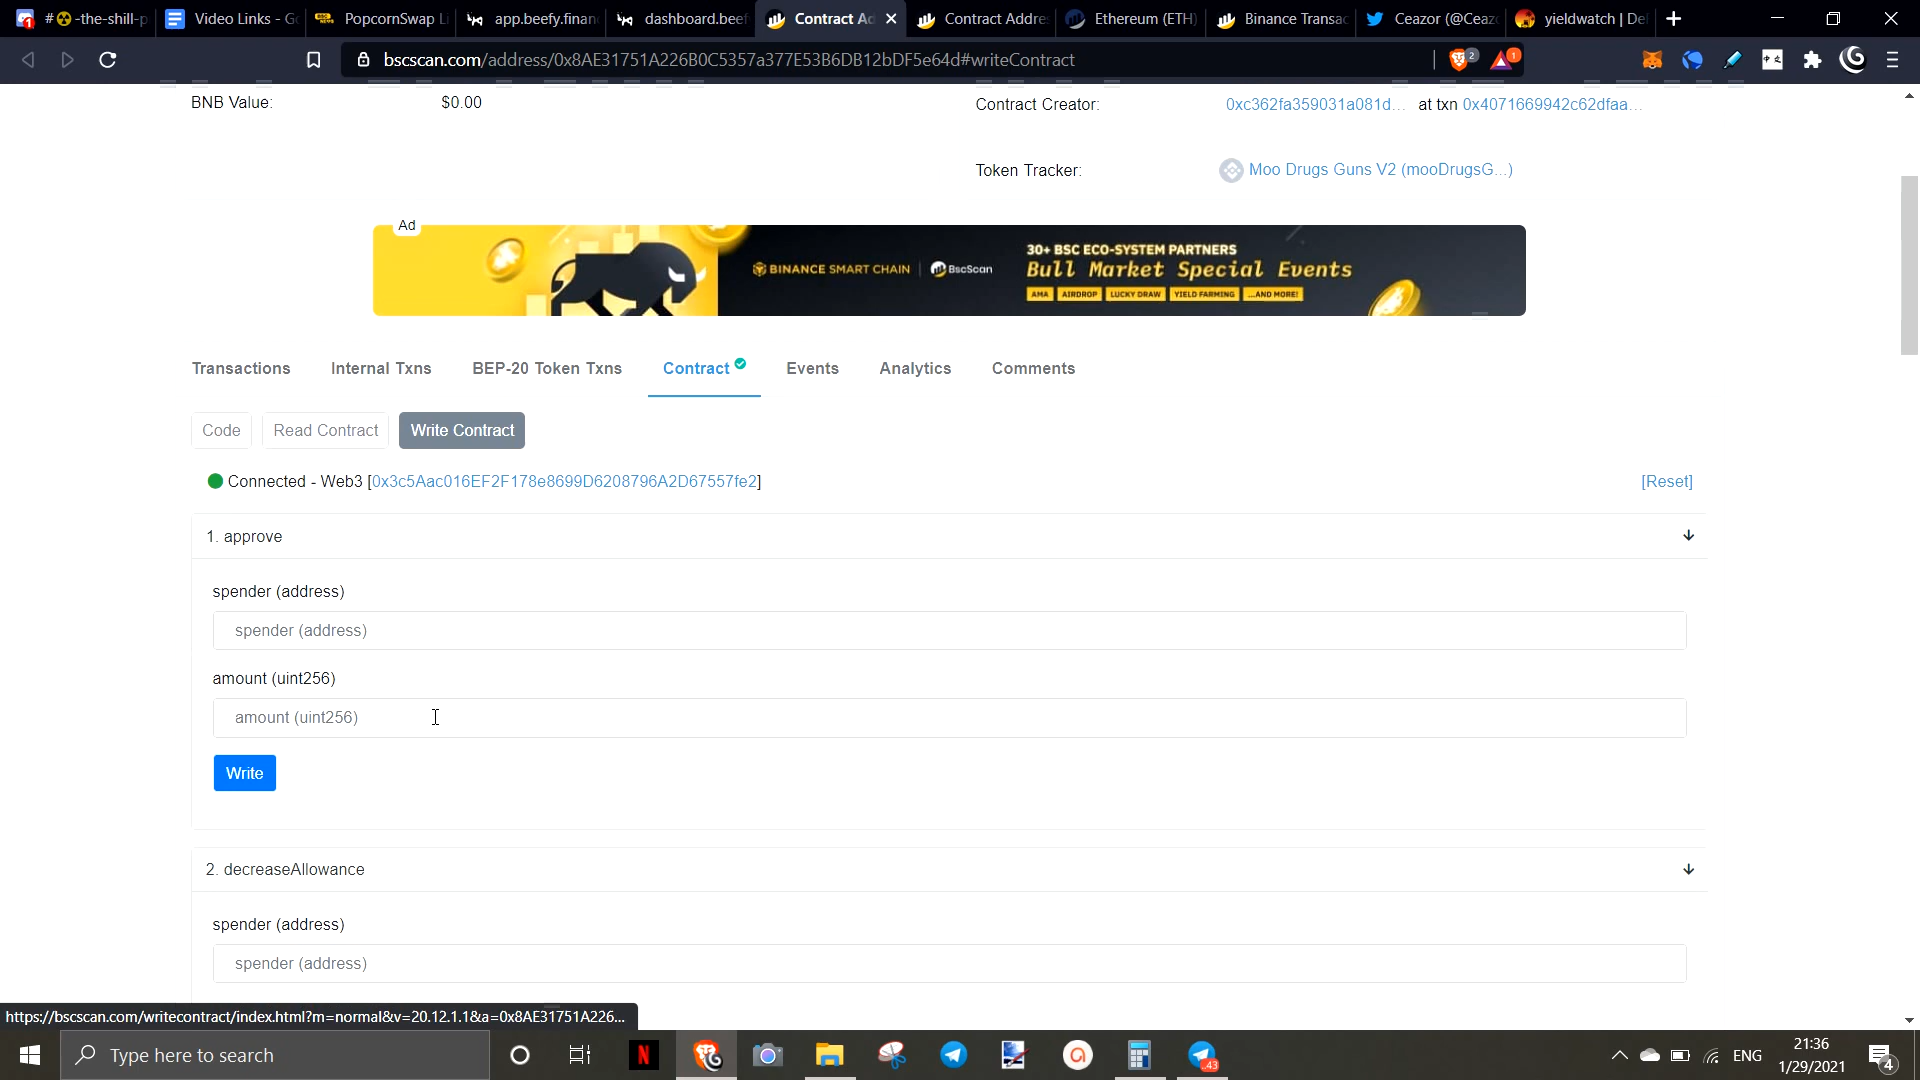 # ☢-the-shill-p
Video Links - G
PopcornSwap L
app.beefy.finan
dashboard.beef
Contract Ad
Contract Addre
Ethereum (ETH)
Binance Transac
Ceazor (@Ceaz
yieldwatch | De
bscscan.com/address/0x8AE31751A226B0C5357a377E53B6DB12bDF5e64d#writeContract
2
1
BNB Value:
$0.00
Contract Creator:
0xc362fa359031a081d... at txn 0x4071669942c62dfaa...
Token Tracker:
Moo Drugs Guns V2 (mooDrugsG...)
Ad
BINANCE SMART CHAIN | BscScan
30+ BSC ECO-SYSTEM PARTNERS
Bull Market Special Events
AMA AIRDROP LUCKY DRAW YIELD FARMING ...AND MORE!
Transactions
Internal Txns
BEP-20 Token Txns
Contract
Events
Analytics
Comments
Code
Read Contract
Write Contract
Connected - Web3 [0x3c5Aac016EF2F178e8699D6208796A2D67557fe2]
[Reset]
1. approve
spender (address)
spender (address)
amount (uint256)
amount (uint256)
Write
2. decreaseAllowance
spender (address)
spender (address)
https://bscscan.com/writecontract/index.html?m=normal&v=20.12.1.1&a=0x8AE31751A226...
Type here to search
N
43
ENG
21:36
1/29/2021
4